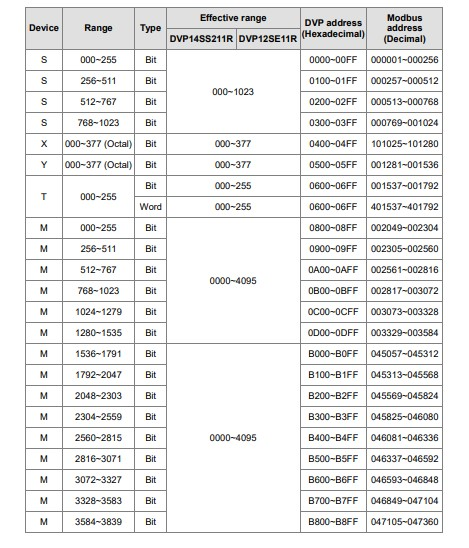 Device Range Type Effective range DVP address (Hexadecimal) Modbus address (Decimal)
DVP14SS211R DVP12SE11R
S 000~255 Bit 000~1023 0000~00FF 000001~000256
S 256~511 Bit 0100~01FF 000257~000512
S 512~767 Bit 0200~02FF 000513~000768
S 768~1023 Bit 0300~03FF 000769~001024
X 000~377 (Octal) Bit 000~377 0400~04FF 101025~101280
Y 000~377 (Octal) Bit 000~377 0500~05FF 001281~001536
T 000~255 Bit 000~255 0600~06FF 001537~001792
Word 000~255 0600~06FF 401537~401792
M 000~255 Bit 0000~4095 0800~08FF 002049~002304
M 256~511 Bit 0900~09FF 002305~002560
M 512~767 Bit 0A00~0AFF 002561~002816
M 768~1023 Bit 0B00~0BFF 002817~003072
M 1024~1279 Bit 0C00~0CFF 003073~003328
M 1280~1535 Bit 0D00~0DFF 003329~003584
M 1536~1791 Bit 0000~4095 B000~B0FF 045057~045312
M 1792~2047 Bit B100~B1FF 045313~045568
M 2048~2303 Bit B200~B2FF 045569~045824
M 2304~2559 Bit B300~B3FF 045825~046080
M 2560~2815 Bit B400~B4FF 046081~046336
M 2816~3071 Bit B500~B5FF 046337~046592
M 3072~3327 Bit B600~B6FF 046593~046848
M 3328~3583 Bit B700~B7FF 046849~047104
M 3584~3839 Bit B800~B8FF 047105~047360